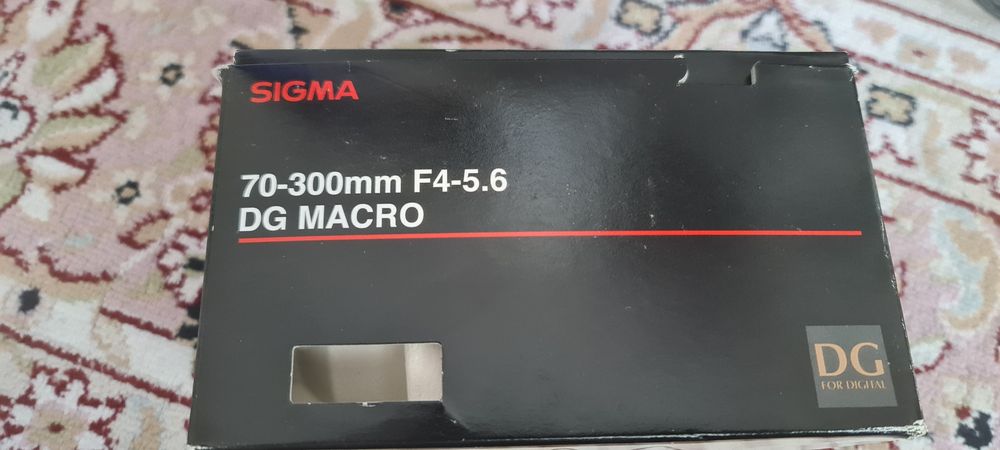 SIGMA
70-300mm F4-5.6
DG MACRO
DG
FOR DIGITAL